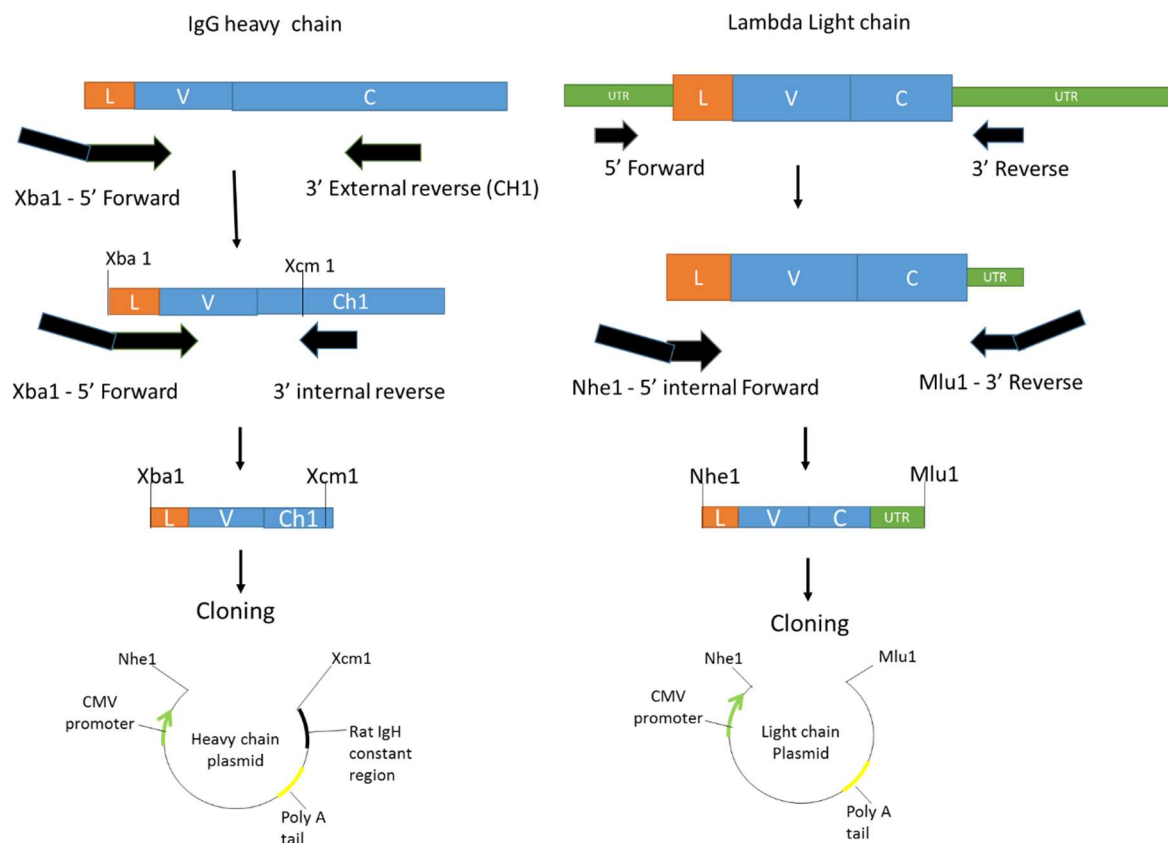 IgG heavy chain
L
V
C
Xba1 - 5' Forward
3' External reverse (CH1)
Xba 1
Xcm 1
L
V
Ch1
Xba1 - 5' Forward
3' internal reverse
Xba1
Xcm1
L
V
Ch1
Cloning
Nhe1
Xcm1
CMV
promoter
Heavy chain
plasmid
Rat IgH
constant
region
Poly A
tail
Lambda Light chain
UTR
L
V
C
UTR
5' Forward
3' Reverse
L
V
C
UTR
Nhe1 - 5' internal Forward
Mlu1 - 3' Reverse
Nhe1
Mlu1
L
V
C
UTR
Cloning
Nhe1
Mlu1
CMV
promoter
Light chain
Plasmid
Poly A
tail